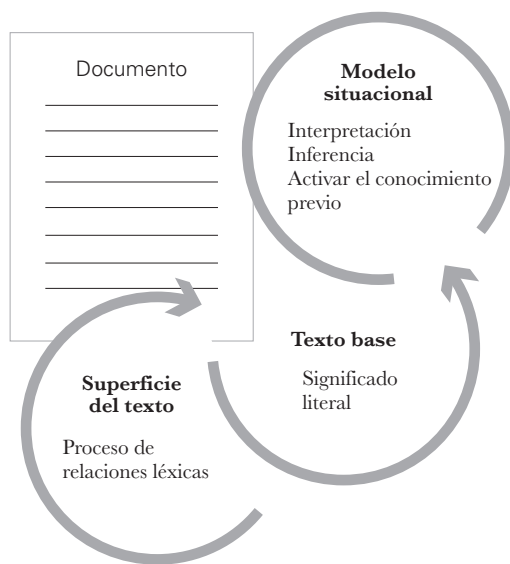 Documento
Modelo
situacional
Interpretación
Inferencia
Activar el conocimiento
previo
Texto base
Significado
literal
Superficie
del texto
Proceso de
relaciones léxicas